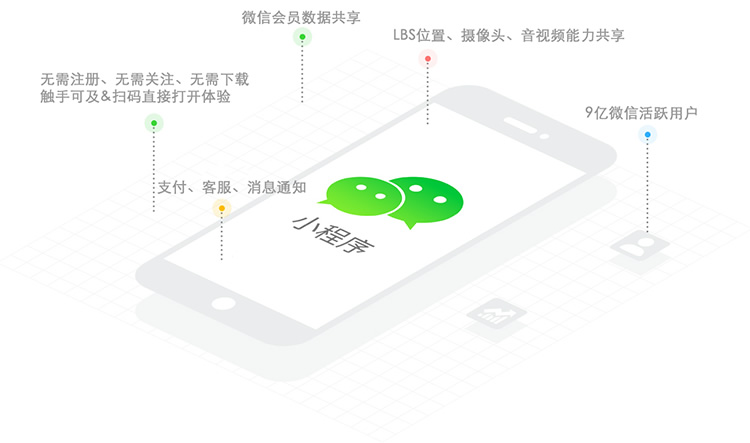 微信会员数据共享
LBS位置、摄像头、音视频能力共享
无需注册、无需关注、无需下载
触手可及&扫码直接打开体验
9亿微信活跃用户
支付、客服、消息通知
小程序